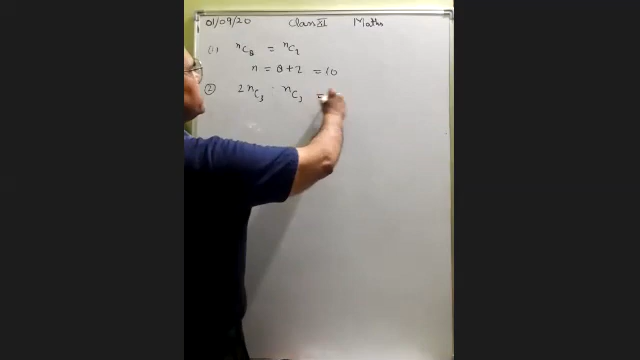 01/09/20 Class XI Maths
(1) ⁿC₈ = ⁿC₂
n = 8+2 = 10
② 2ⁿC₃ : ⁿC₃ =